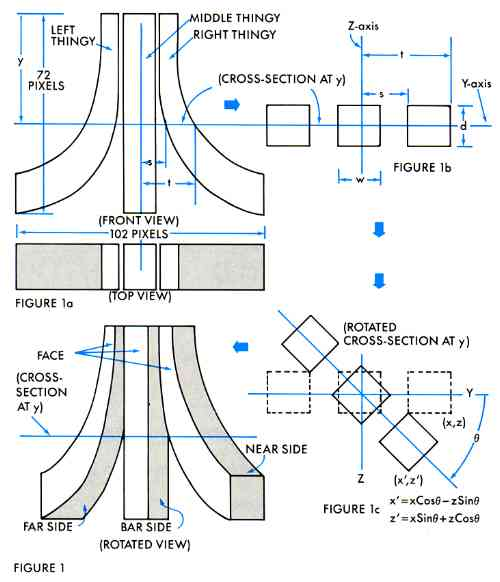 y
72
PIXELS
LEFT
THINGY
MIDDLE THINGY
RIGHT THINGY
(CROSS-SECTION AT y)
s
t
(FRONT VIEW)
102 PIXELS
(TOP VIEW)
FIGURE 1a
Z-axis
t
s
Y-axis
d
w
FIGURE 1b
FACE
(CROSS-
SECTION
AT y)
FAR SIDE
BAR SIDE
NEAR SIDE
(ROTATED VIEW)
(ROTATED
CROSS-SECTION AT y)
Y
(x,z)
θ
Z
(x′,z′)
FIGURE 1c
x′=xCosθ–zSinθ
z′=xSinθ+zCosθ
FIGURE 1